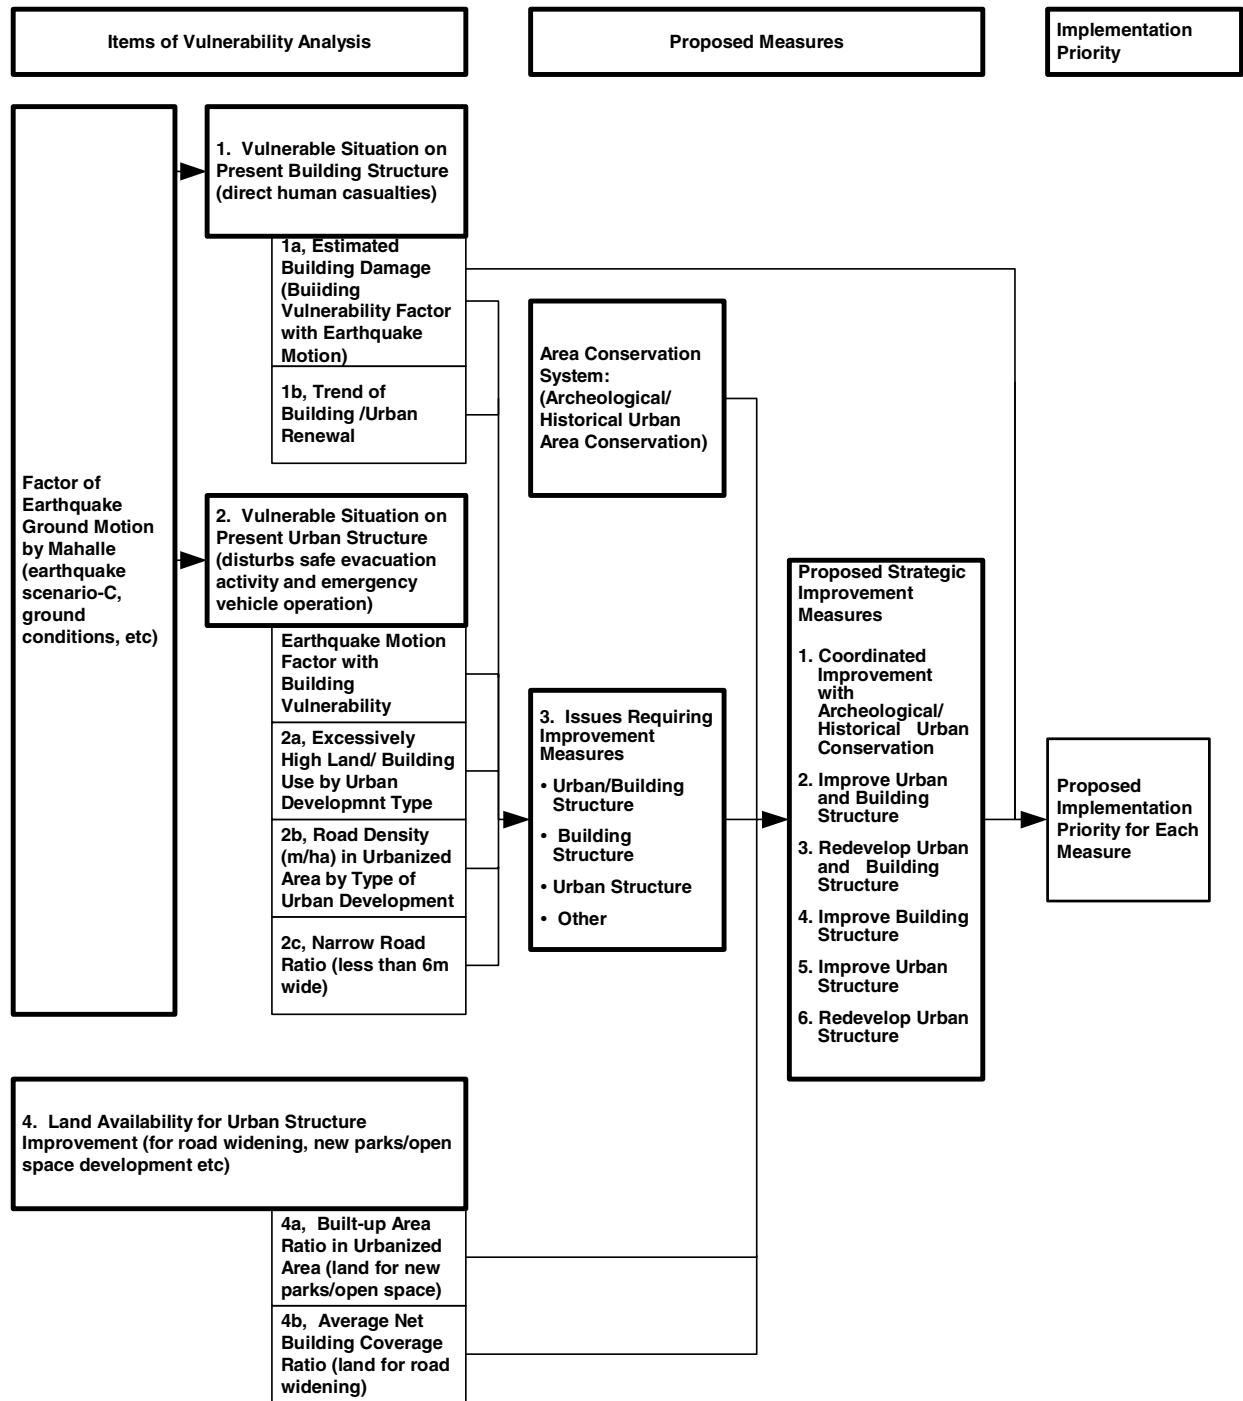 Items of Vulnerability Analysis
Proposed Measures
Implementation
Priority
Factor of
Earthquake
Ground Motion
by Mahalle
(earthquake
scenario-C,
ground
conditions, etc)
1. Vulnerable Situation on
Present Building Structure
(direct human casualties)
1a, Estimated
Building Damage
(Buiiding
Vulnerability Factor
with Earthquake
Motion)
1b, Trend of
Building /Urban
Renewal
2. Vulnerable Situation on
Present Urban Structure
(disturbs safe evacuation
activity and emergency
vehicle operation)
Earthquake Motion
Factor with
Building
Vulnerability
2a, Excessively
High Land/ Building
Use by Urban
Developmnt Type
2b, Road Density
(m/ha) in Urbanized
Area by Type of
Urban Development
2c, Narrow Road
Ratio (less than 6m
wide)
4. Land Availability for Urban Structure
Improvement (for road widening, new parks/open
space development etc)
4a, Built-up Area
Ratio in Urbanized
Area (land for new
parks/open space)
4b, Average Net
Building Coverage
Ratio (land for road
widening)
Area Conservation
System:
(Archeological/
Historical Urban
Area Conservation)
3. Issues Requiring
Improvement
Measures
• Urban/Building
Structure
• Building
Structure
• Urban Structure
• Other
Proposed Strategic
Improvement
Measures
1. Coordinated
Improvement
with
Archeological/
Historical Urban
Conservation
2. Improve Urban
and Building
Structure
3. Redevelop Urban
and Building
Structure
4. Improve Building
Structure
5. Improve Urban
Structure
6. Redevelop Urban
Structure
Proposed
Implementation
Priority for Each
Measure